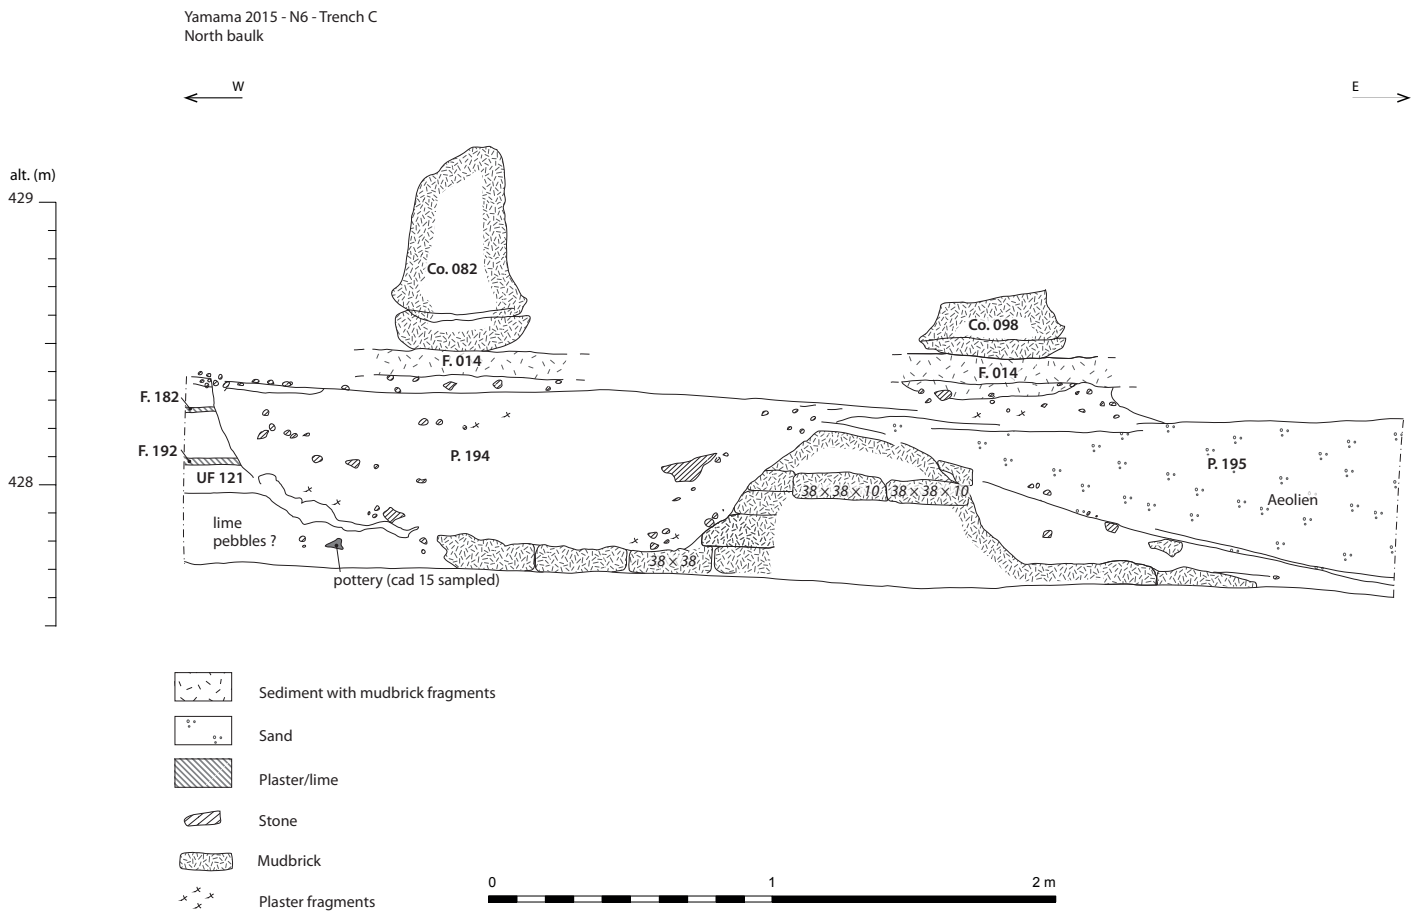 Yamama 2015 - N6 - Trench C
North baulk
W
E
alt. (m)
429
Co. 082
Co. 098
F. 014
F. 014
F. 182
F. 192
P. 194
P. 195
UF 121
428
38 × 38 × 10
38 × 38 × 10
Aeolien
lime
pebbles ?
38 × 38
pottery (cad 15 sampled)
Sediment with mudbrick fragments
Sand
Plaster/lime
Stone
Mudbrick
Plaster fragments
0
1
2 m